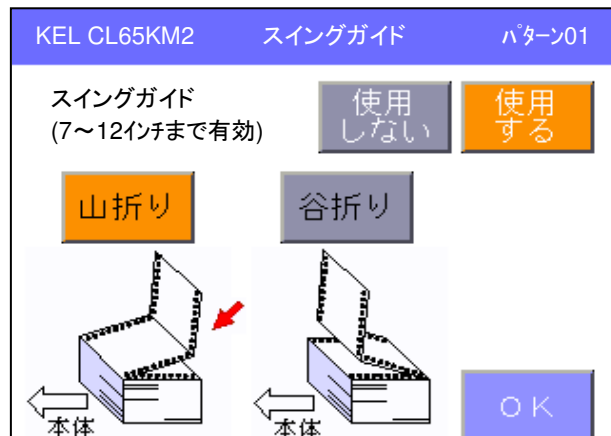 KEL CL65KM2 スイングガイド パターン01
スイングガイド
(7～12インチまで有効)
使用
しない
使用
する
山折り
谷折り
本体
本体
OK